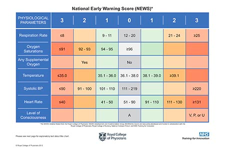 National Early Warning Score (NEWS)*
PHYSIOLOGICAL PARAMETERS 3 2 1 0 1 2 3
Respiration Rate ≤8 9 - 11 12 - 20 21 - 24 ≥25
Oxygen Saturations ≤91 92 - 93 94 - 95 ≥96
Any Supplemental Oxygen Yes No
Temperature ≤35.0 35.1 - 36.0 36.1 - 38.0 38.1 - 39.0 ≥39.1
Systolic BP ≤90 91 - 100 101 - 110 111 - 219 ≥220
Heart Rate ≤40 41 - 50 51 - 90 91 - 110 111 - 130 ≥131
Level of Consciousness A V, P, or U
Royal College of Physicians
NHS